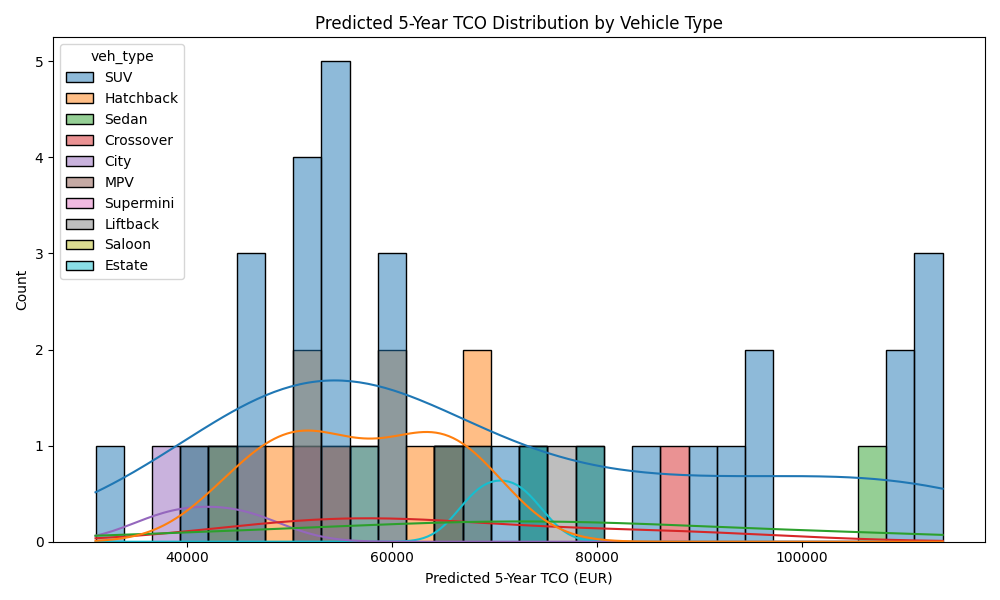 Predicted 5-Year TCO Distribution by Vehicle Type
veh_type
SUV
Hatchback
Sedan
Crossover
City
MPV
Supermini
Liftback
Saloon
Estate
5
4
3
2
1
0
Count
40000 60000 80000 100000
Predicted 5-Year TCO (EUR)